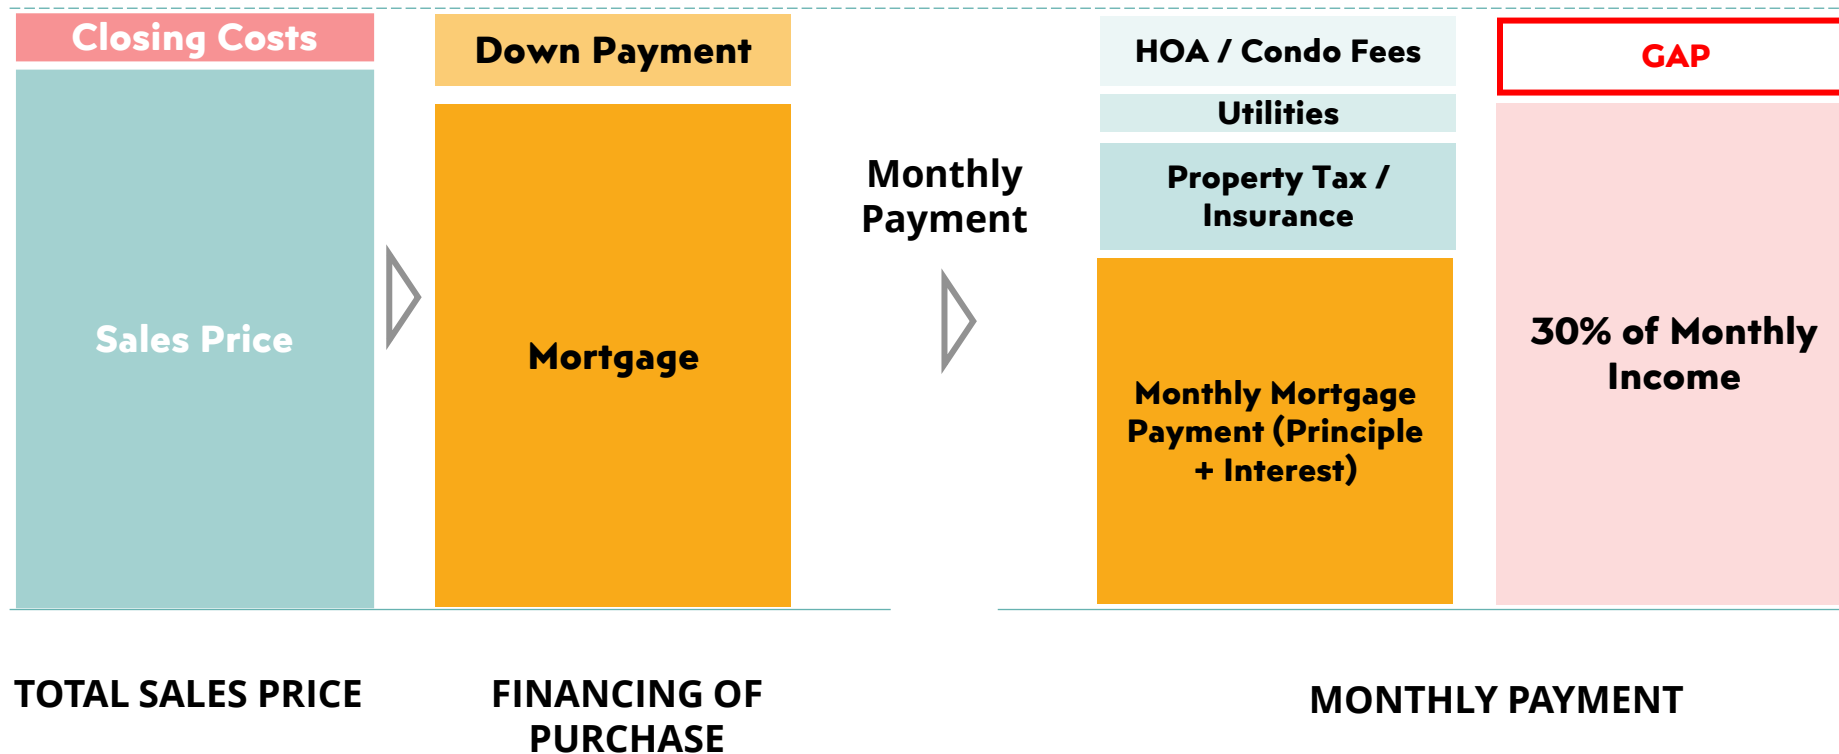 Closing Costs
Sales Price
Down Payment
Mortgage
Monthly
Payment
HOA / Condo Fees
Utilities
Property Tax /
Insurance
Monthly Mortgage
Payment (Principle
+ Interest)
GAP
30% of Monthly
Income
TOTAL SALES PRICE
FINANCING OF
PURCHASE
MONTHLY PAYMENT